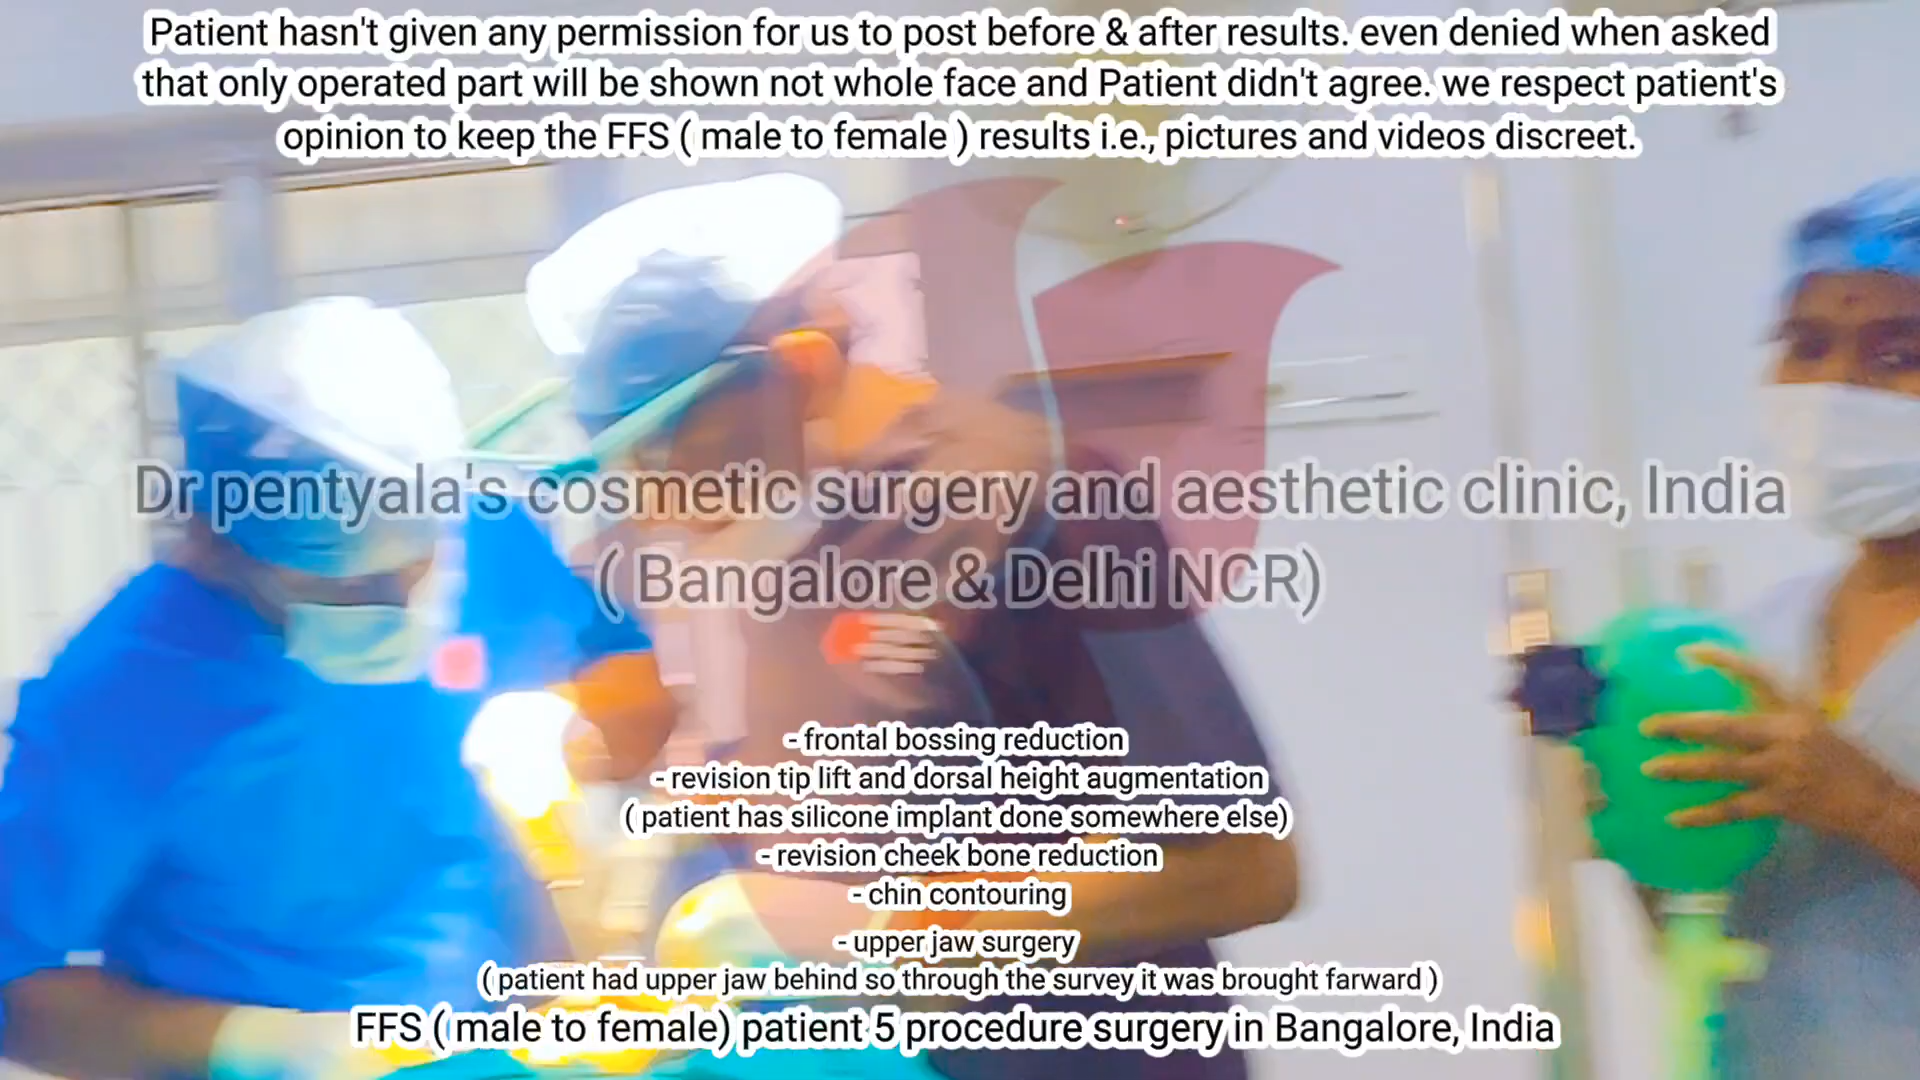 Patient hasn't given any permission for us to post before & after results. even denied when asked
that only operated part will be shown not whole face and Patient didn't agree. we respect patient's
opinion to keep the FFS ( male to female ) results i.e., pictures and videos discreet.
Dr pentyala's cosmetic surgery and aesthetic clinic, India
( Bangalore & Delhi NCR)
- frontal bossing reduction
- revision tip lift and dorsal height augmentation
( patient has silicone implant done somewhere else)
- revision cheek bone reduction
- chin contouring
- upper jaw surgery
( patient had upper jaw behind so through the survey it was brought farward )
FFS ( male to female) patient 5 procedure surgery in Bangalore, India